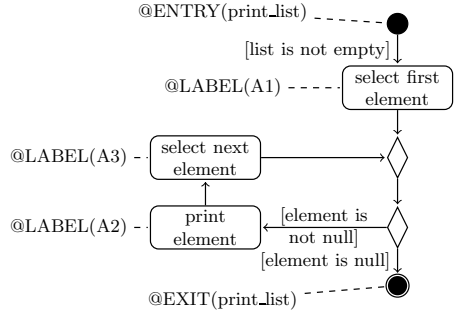 @ENTRY(print_list)
[list is not empty]
select first
element
@LABEL(A1)
select next
element
@LABEL(A3)
[element is
not null]
print
element
@LABEL(A2)
[element is null]
@EXIT(print_list)